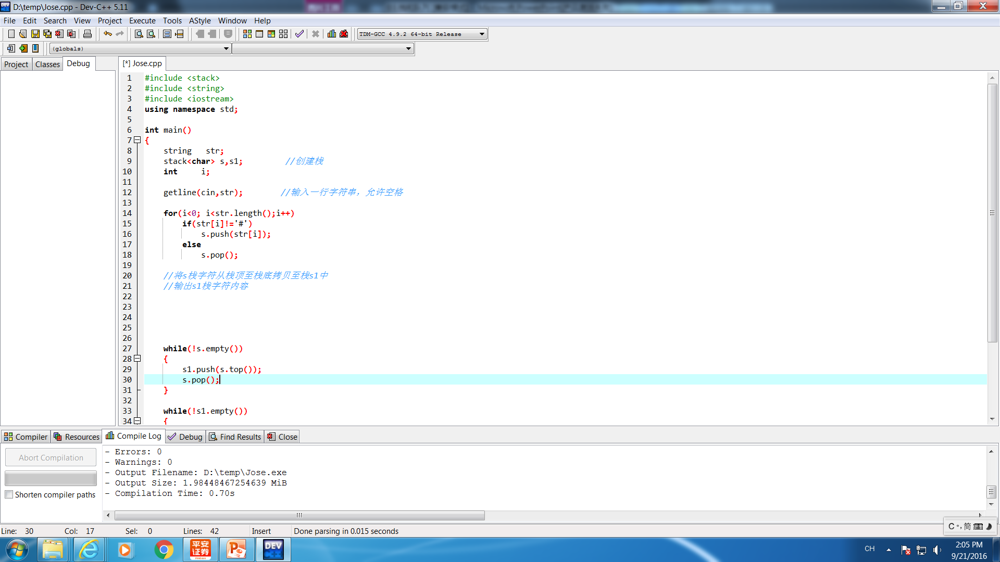 D:\temp\Jose.cpp - Dev-C++ 5.11
File Edit Search View Project Execute Tools AStyle Window Help
TDM-GCC 4.9.2 64-bit Release
(globals)
Project Classes Debug
[*] Jose.cpp
1 #include <stack>
2 #include <string>
3 #include <iostream>
4 using namespace std;
5
6 int main()
7 {
8 string str;
9 stack<char> s,s1; //创建栈
10 int i;
11
12 getline(cin,str); //输入一行字符串，允许空格
13
14 for(i<0; i<str.length();i++)
15 if(str[i]!='#')
16 s.push(str[i]);
17 else
18 s.pop();
19
20 //将s栈字符从栈顶至栈底拷贝至栈s1中
21 //输出s1栈字符内容
22
23
24
25
26
27 while(!s.empty())
28 {
29 s1.push(s.top());
30 s.pop();
31 }
32
33 while(!s1.empty())
34 {
Compiler Resources Compile Log Debug Find Results Close
Abort Compilation
Shorten compiler paths
- Errors: 0
- Warnings: 0
- Output Filename: D:\temp\Jose.exe
- Output Size: 1.98448467254639 MiB
- Compilation Time: 0.70s
C 简
Line: 30 Col: 17 Sel: 0 Lines: 42 Insert Done parsing in 0.015 seconds
平安证券
DEV C++
CH
2:05 PM
9/21/2016